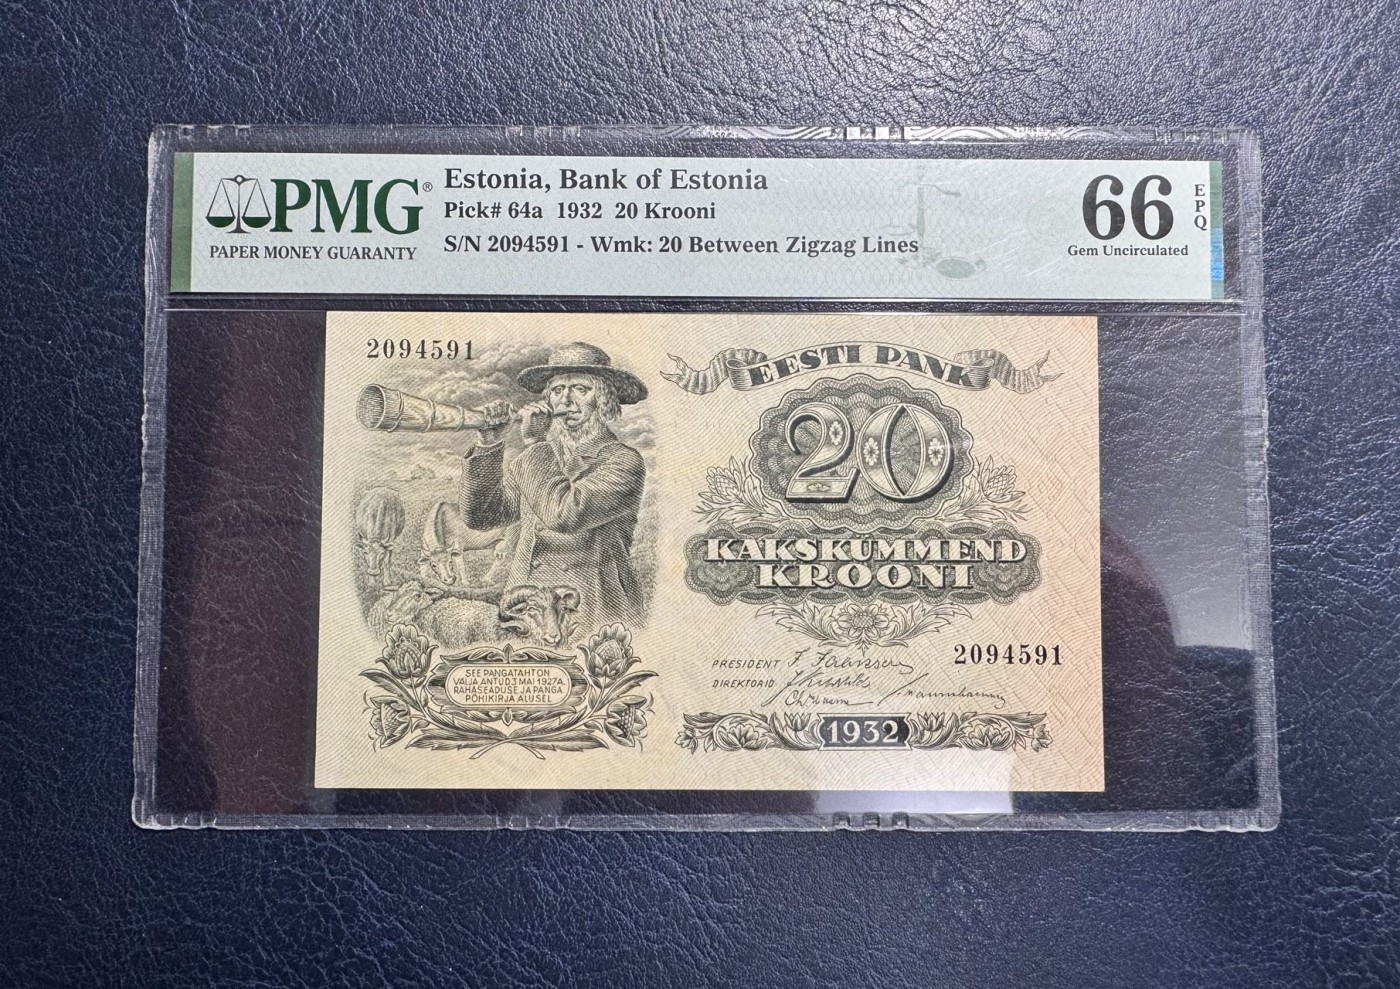 PMG®
PAPER MONEY GUARANTY
Estonia, Bank of Estonia
Pick# 64a 1932 20 Krooni
S/N 2094591 - Wmk: 20 Between Zigzag Lines
66
EPQ
Gem Uncirculated
2094591
EESTI PANK
20
KAKSKÜMMEND
KROONI
2094591
PRESIDENT
DIREKTORID
SEE PANGATÄHT ON
VÄLJA ANTUD 3 MAI 1927 A.
RAHASEADUSE JA PANGA
PÕHIKIRJA ALUSEL
1932